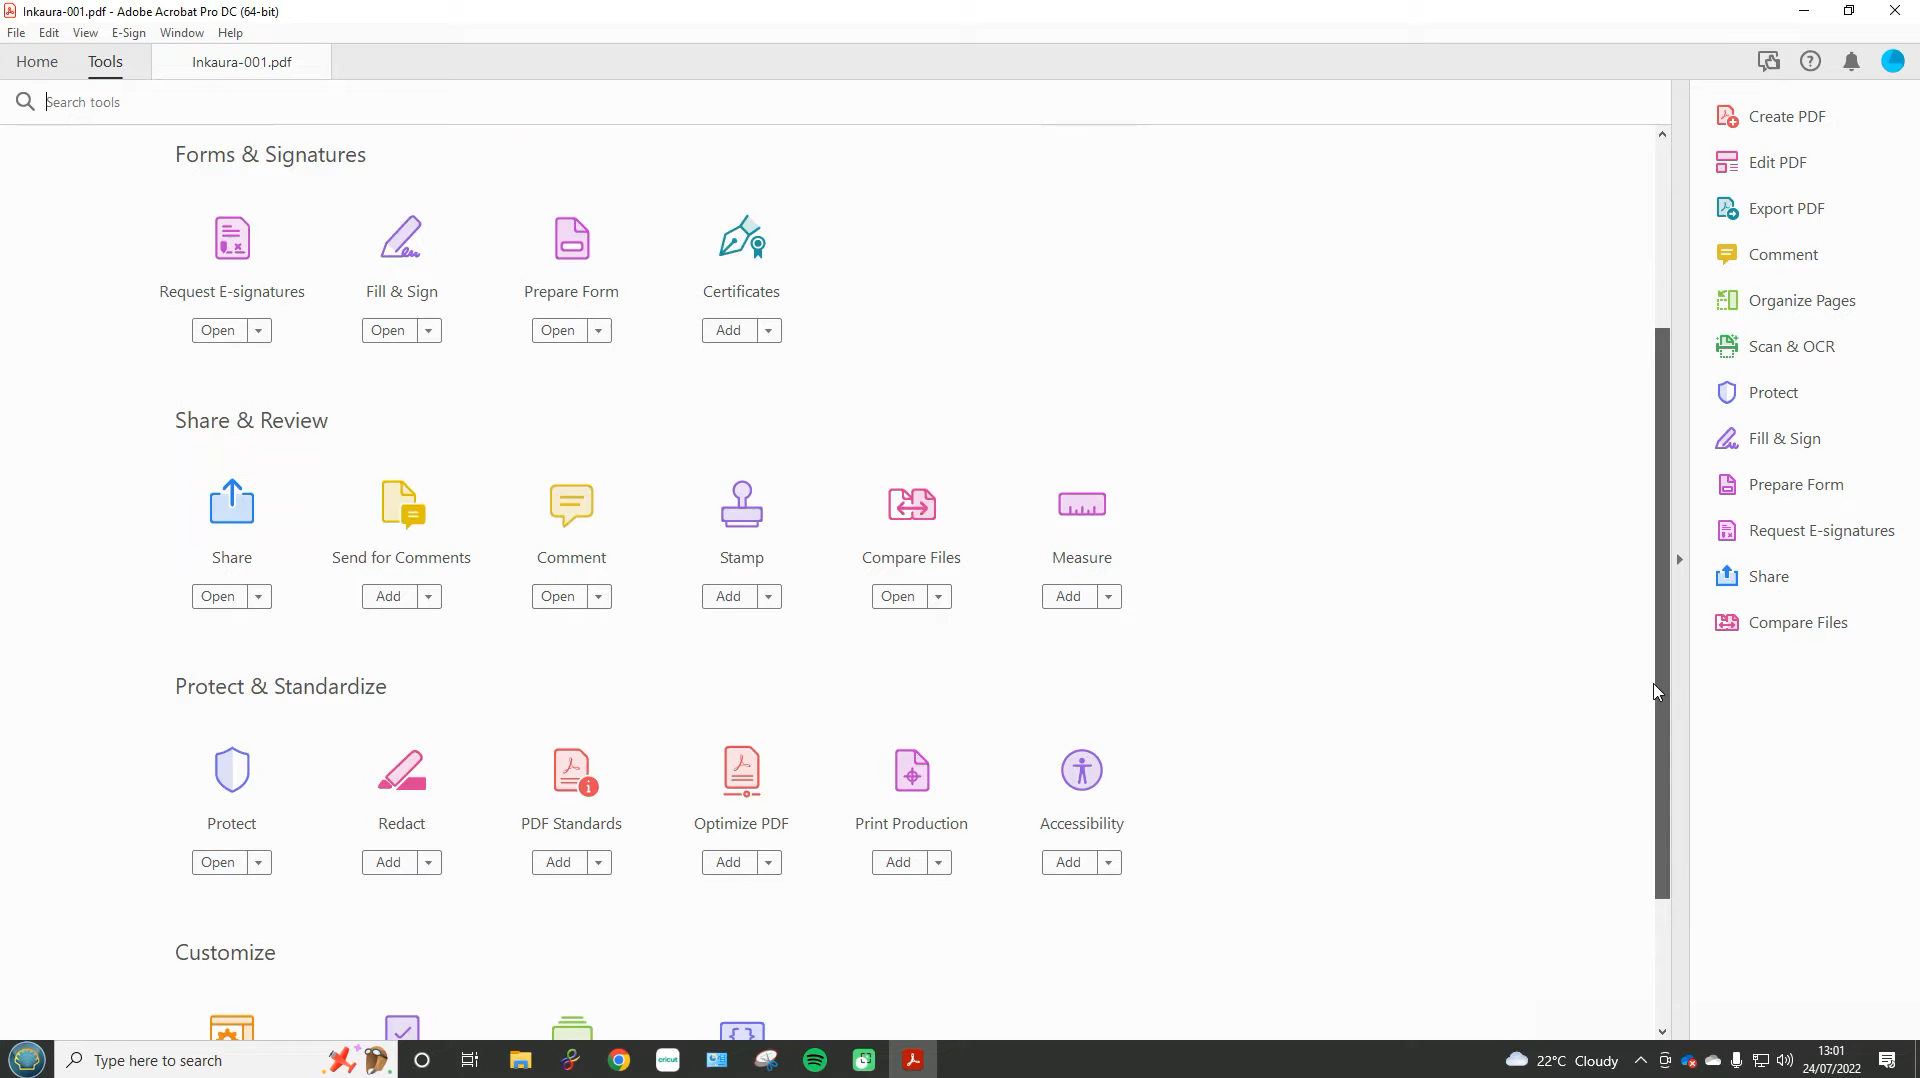 Inkaura-001.pdf - Adobe Acrobat Pro DC (64-bit)
File Edit View E-Sign Window Help
Home Tools Inkaura-001.pdf
Search tools
Forms & Signatures
Request E-signatures Fill & Sign Prepare Form Certificates
Open Open Open Add
Share & Review
Share Send for Comments Comment Stamp Compare Files Measure
Open Add Open Add Open Add
Protect & Standardize
Protect Redact PDF Standards Optimize PDF Print Production Accessibility
Open Add Add Add Add Add
Customize
Create PDF
Edit PDF
Export PDF
Comment
Organize Pages
Scan & OCR
Protect
Fill & Sign
Prepare Form
Request E-signatures
Share
Compare Files
Type here to search
cricut
22°C Cloudy
13:01
24/07/2022